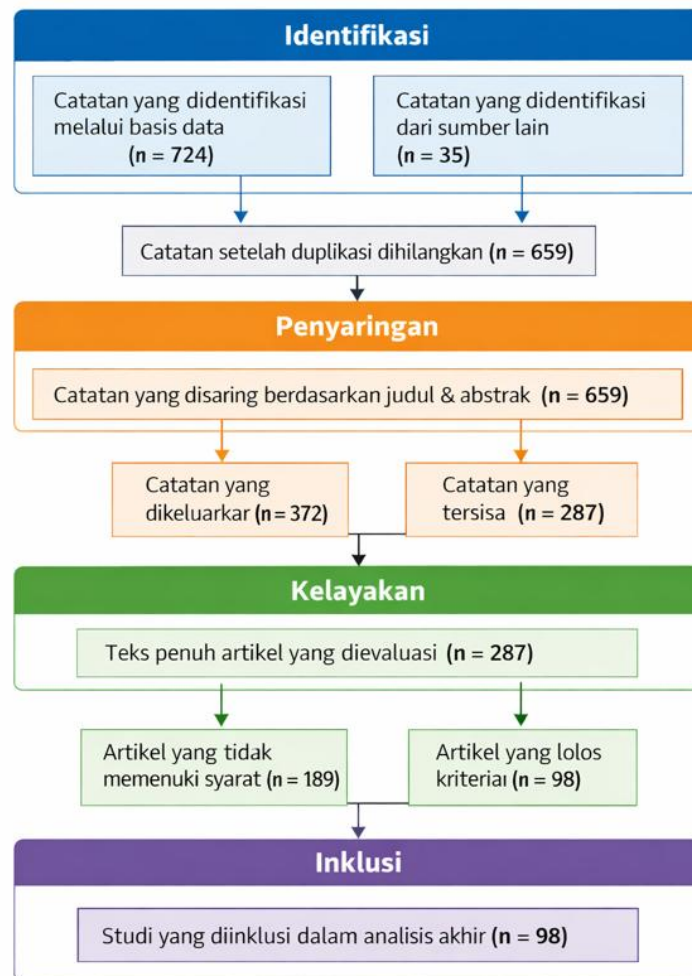 Identifikasi
Catatan yang didentifikasi
melalui basis data
(n = 724)
Catatan yang didentifikasi
dari sumber lain
(n = 35)
Catatan setelah duplikasi dihilangkan (n = 659)
Penyaringan
Catatan yang disaring berdasarkan judul & abstrak (n = 659)
Catatan yang
dikeluarkar (n = 372)
Catatan yang
tersisa (n = 287)
Kelayakan
Teks penuh artikel yang dievaluasi (n = 287)
Artikel yang tidak
memenuki syarat (n = 189)
Artikel yang lolos
kriteriaı (n = 98)
Inklusi
Studi yang diinklusi dalam analisis akhir (n = 98)